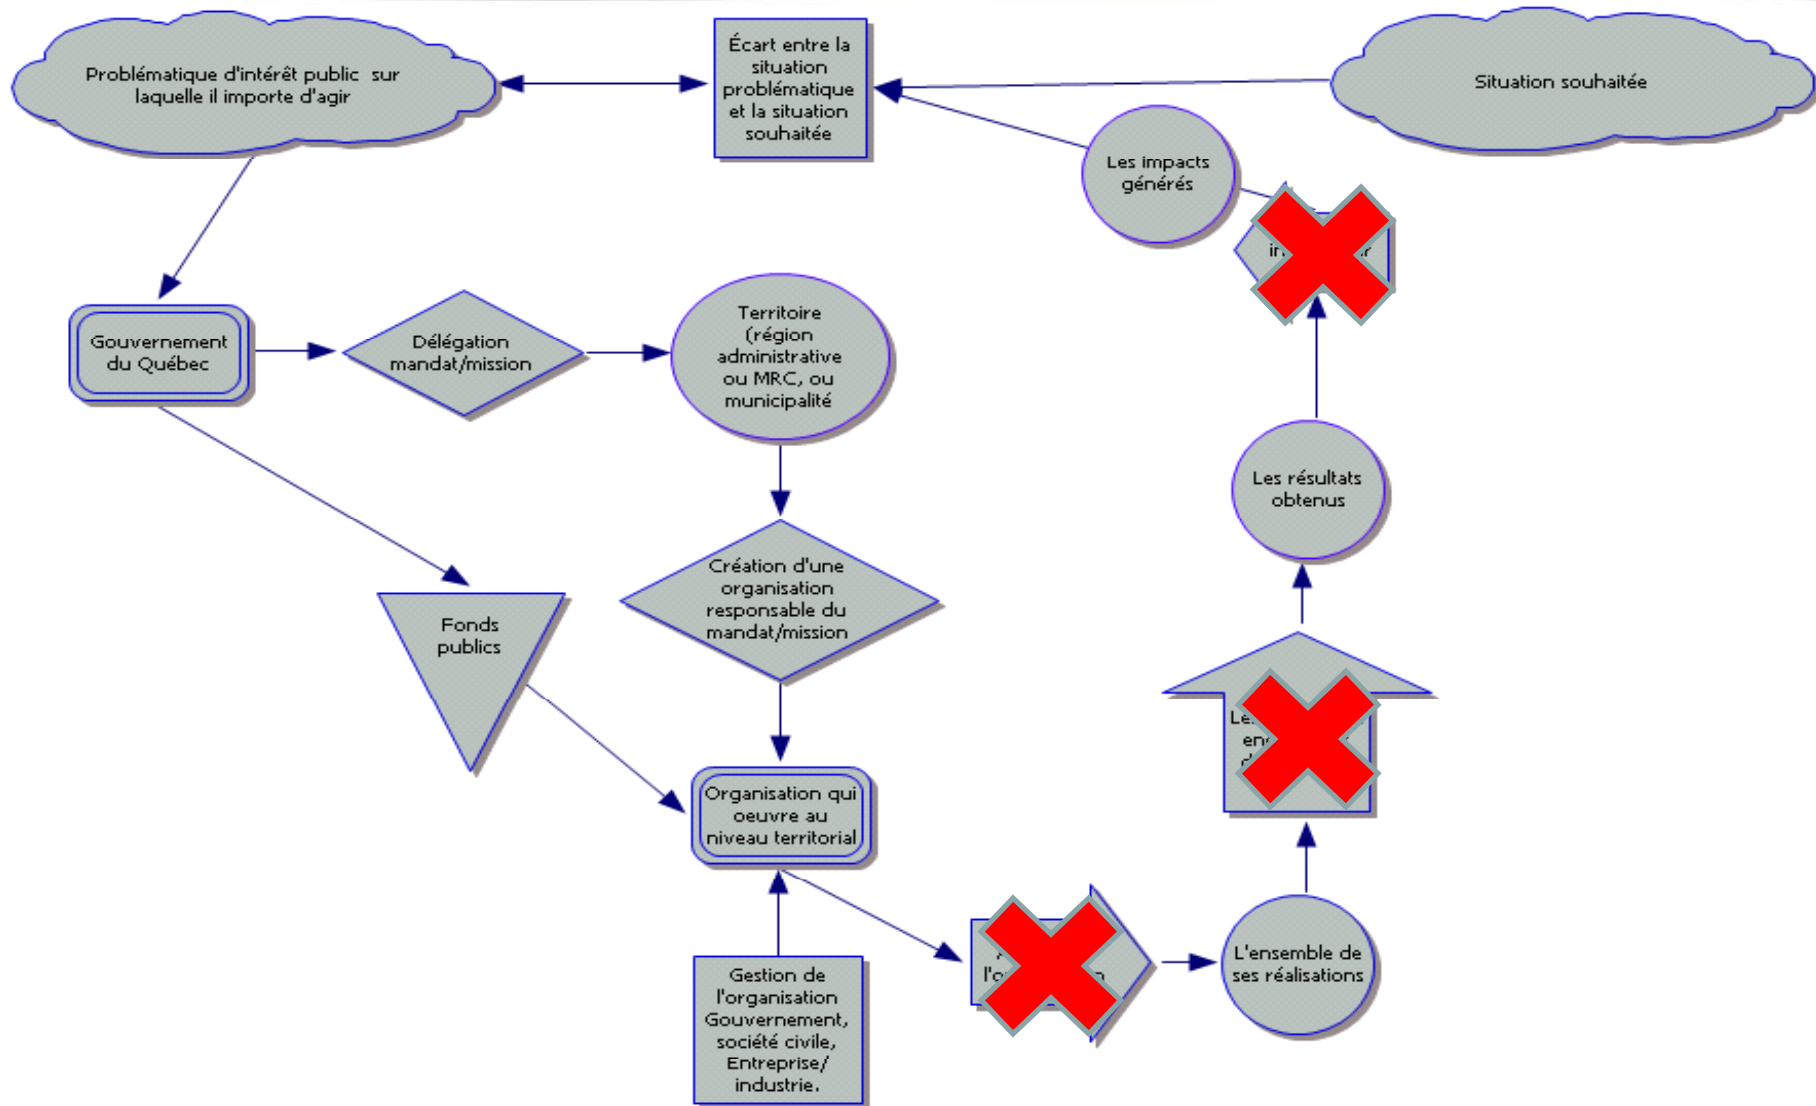 Problématique d'intérêt public sur
laquelle il importe d'agir
Écart entre la
situation
problématique
et la situation
souhaitée
Situation souhaitée
Les impacts
générés
Gouvernement
du Québec
Délégation
mandat/mission
Territoire
(région
administrative
ou MRC, ou
municipalité
Les résultats
obtenus
Création d'une
organisation
responsable du
mandat/mission
Fonds
publics
Organisation qui
oeuvre au
niveau territorial
L'ensemble de
ses réalisations
Gestion de
l'organisation
Gouvernement,
société civile,
Entreprise/
industrie.